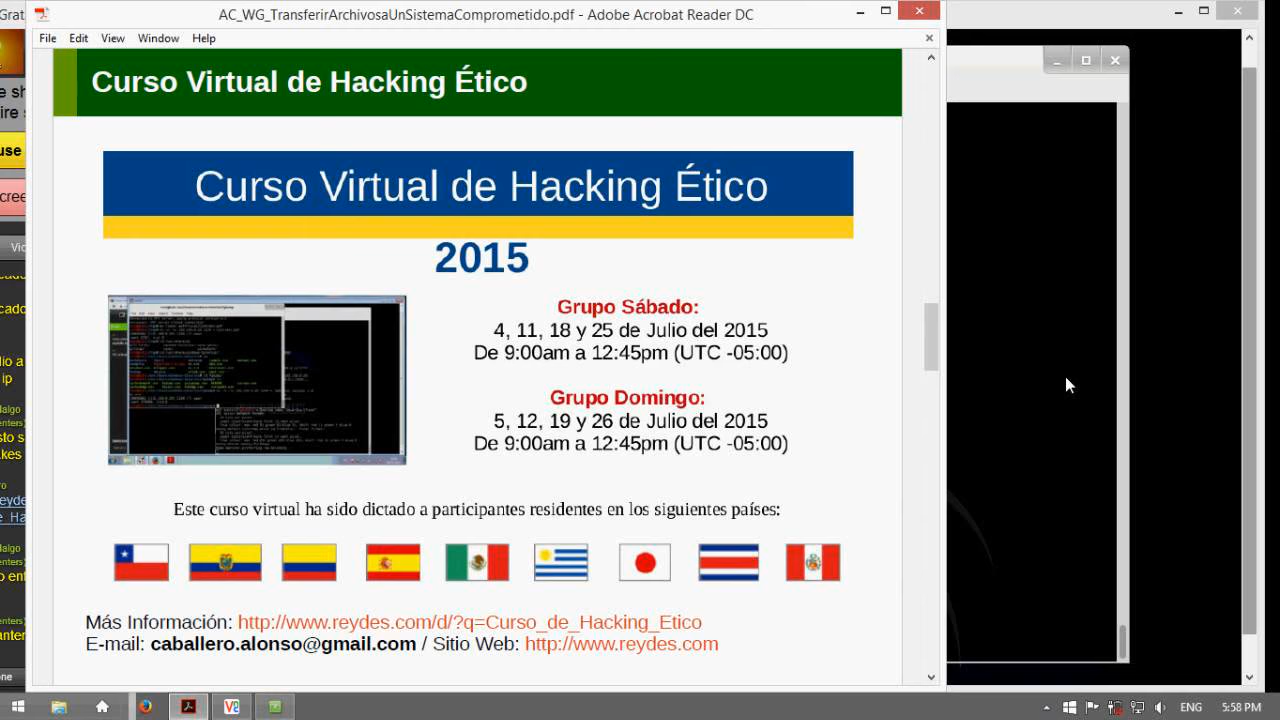 AC_WG_TransferirArchivosaUnSistemaComprometido.pdf - Adobe Acrobat Reader DC
File Edit View Window Help
Curso Virtual de Hacking Ético
Curso Virtual de Hacking Ético
2015
Grupo Sábado:
4, 11, 18 y 25 de Julio del 2015
De 9:00am a 12:45pm (UTC -05:00)
Grupo Domingo:
5, 12, 19 y 26 de Julio del 2015
De 9:00am a 12:45pm (UTC -05:00)
Este curso virtual ha sido dictado a participantes residentes en los siguientes países:
Más Información: http://www.reydes.com/d/?q=Curso_de_Hacking_Etico
E-mail: caballero.alonso@gmail.com / Sitio Web: http://www.reydes.com
ENG 5:58 PM